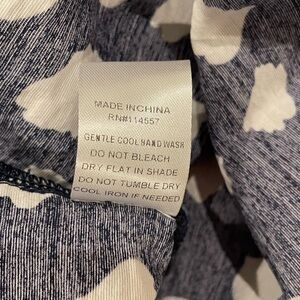 MADE IN CHINA
RN#114557
GENTLE COOL HAND WASH
DO NOT BLEACH
DRY FLAT IN SHADE
DO NOT TUMBLE DRY
COOL IRON IF NEEDED